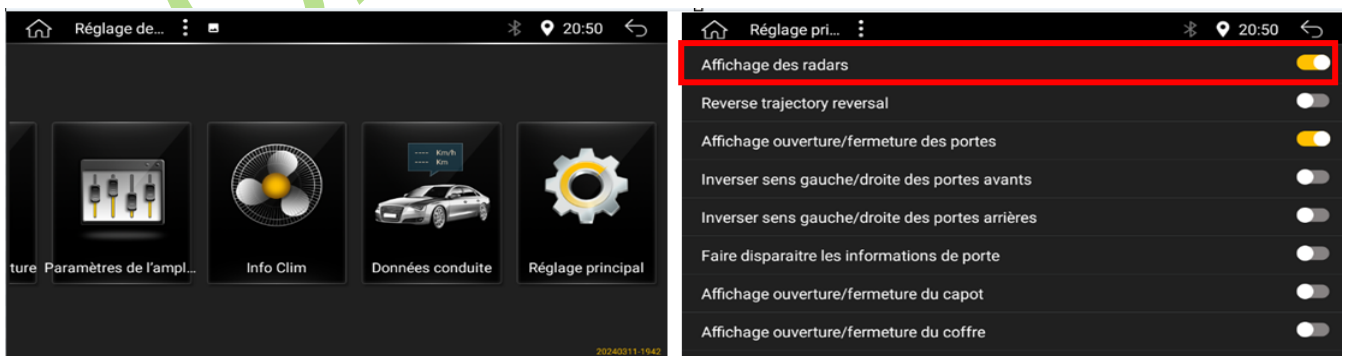 Réglage de...
20:50
---- Km/h
---- Km
ture
Paramètres de l'ampl...
Info Clim
Données conduite
Réglage principal
20240311-1942
Réglage pri...
20:50
Affichage des radars
Reverse trajectory reversal
Affichage ouverture/fermeture des portes
Inverser sens gauche/droite des portes avants
Inverser sens gauche/droite des portes arrières
Faire disparaitre les informations de porte
Affichage ouverture/fermeture du capot
Affichage ouverture/fermeture du coffre